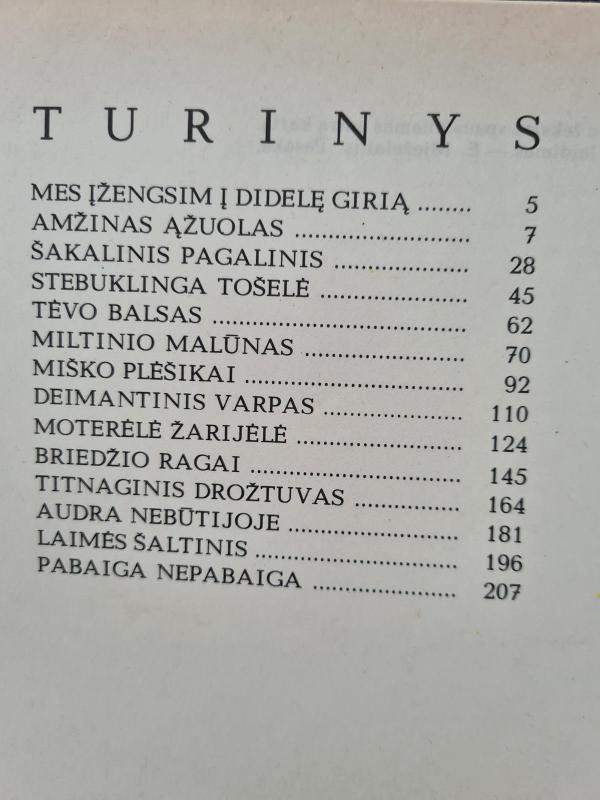 TURINYS
MES ĮŽENGSIM Į DIDELĘ GIRIĄ ........ 5
AMŽINAS ĄŽUOLAS ........................... 7
ŠAKALINIS PAGALINIS ..................... 28
STEBUKLINGA TOŠELĖ ....................... 45
TĖVO BALSAS ....................................... 62
MILTINIO MALŪNAS ......................... 70
MIŠKO PLĖŠIKAI .................................. 92
DEIMANTINIS VARPAS ..................... 110
MOTERĖLĖ ŽARIJĖLĖ ......................... 124
BRIEDŽIO RAGAI ................................ 145
TITNAGINIS DROŽTUVAS ................ 164
AUDRA NEBŪTIJOJE .......................... 181
LAIMĖS ŠALTINIS ............................... 196
PABAIGA NEPABAIGA ...................... 207